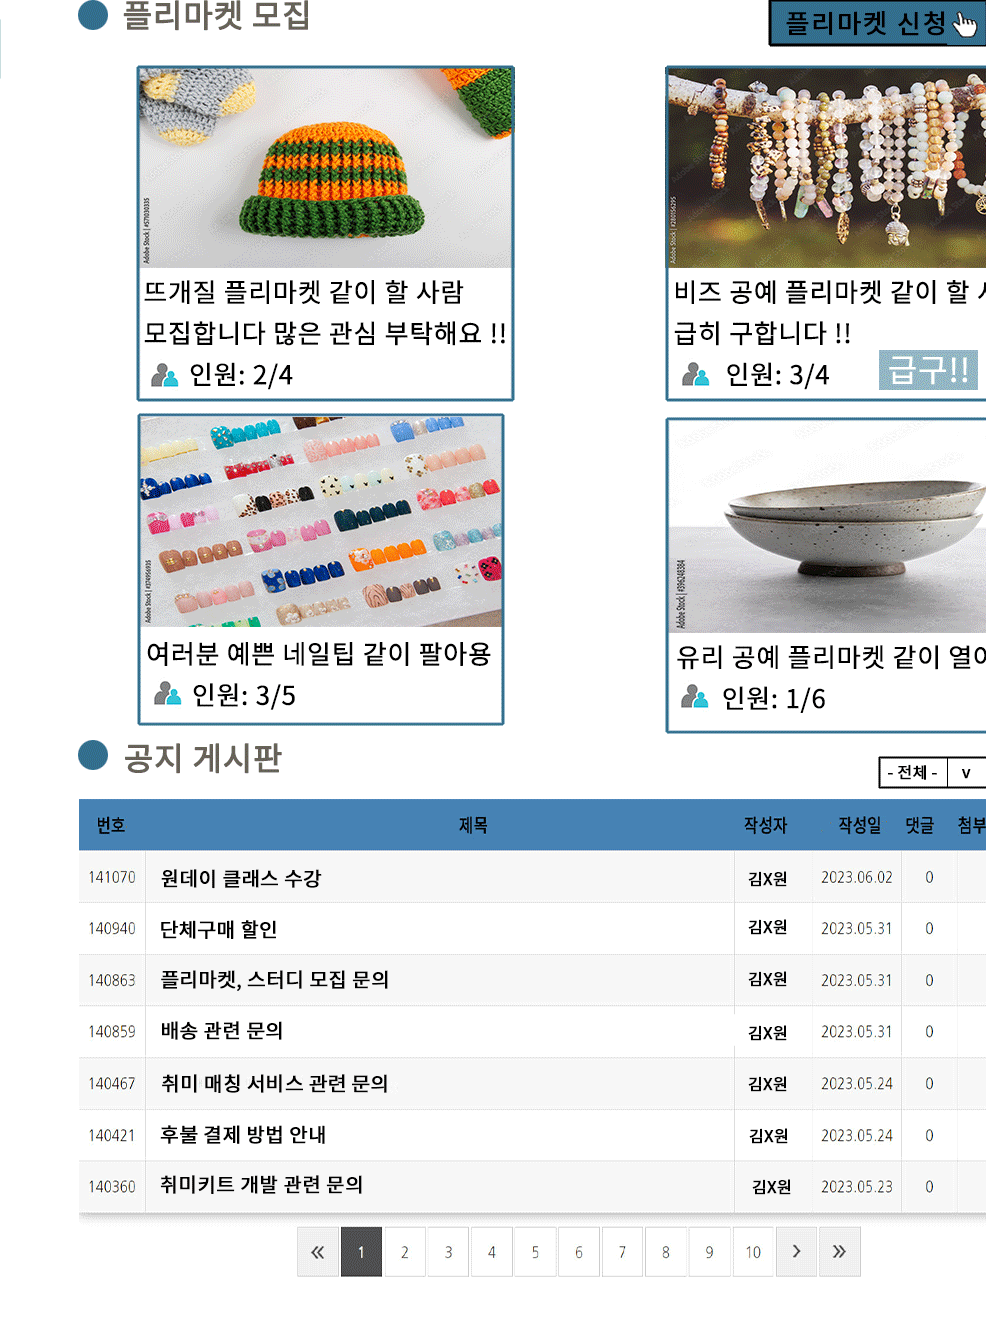 플리마켓 모집
플리마켓 신청
Adobe Stock | #571030335
뜨개질 플리마켓 같이 할 사람
모집합니다 많은 관심 부탁해요 !!
인원: 2/4
비즈 공예 플리마켓 같이 할
급히 구합니다 !!
인원: 3/4
급구!!
여러분 예쁜 네일팁 같이 팔아용
인원: 3/5
Adobe Stock | #396248384
유리 공예 플리마켓 같이 열어
인원: 1/6
공지 게시판
- 전체 - v
번호 제목 작성자 작성일 댓글 첨부
141070 원데이 클래스 수강 김X원 2023.06.02 0
140940 단체구매 할인 김X원 2023.05.31 0
140863 플리마켓, 스터디 모집 문의 김X원 2023.05.31 0
140859 배송 관련 문의 김X원 2023.05.31 0
140467 취미 매칭 서비스 관련 문의 김X원 2023.05.24 0
140421 후불 결제 방법 안내 김X원 2023.05.24 0
140360 취미키트 개발 관련 문의 김X원 2023.05.23 0
« 1 2 3 4 5 6 7 8 9 10 > »